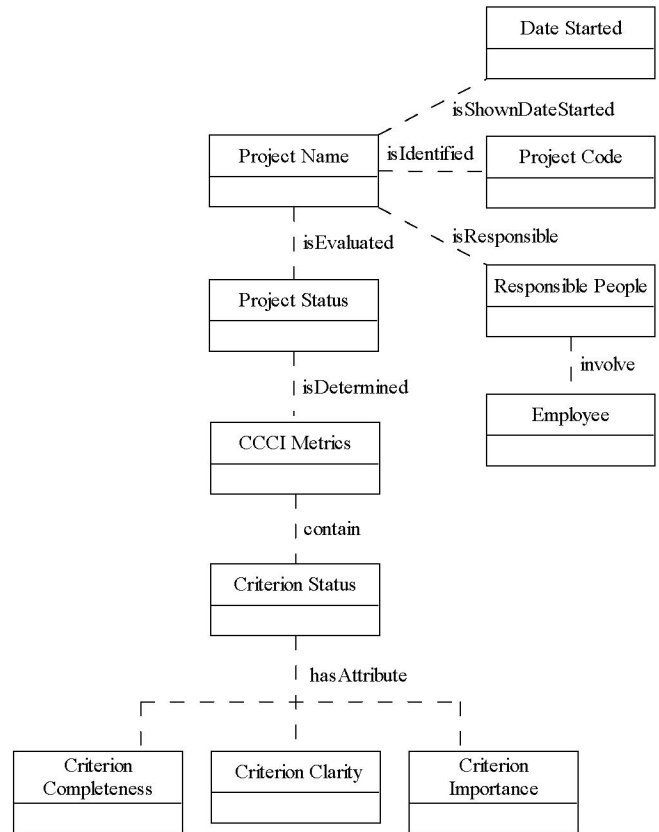 Date Started
isShownDateStarted
Project Name
isIdentified
Project Code
isEvaluated
isResponsible
Project Status
Responsible People
isDetermined
involve
Employee
CCCI Metrics
contain
Criterion Status
hasAttribute
Criterion
Completeness
Criterion Clarity
Criterion
Importance